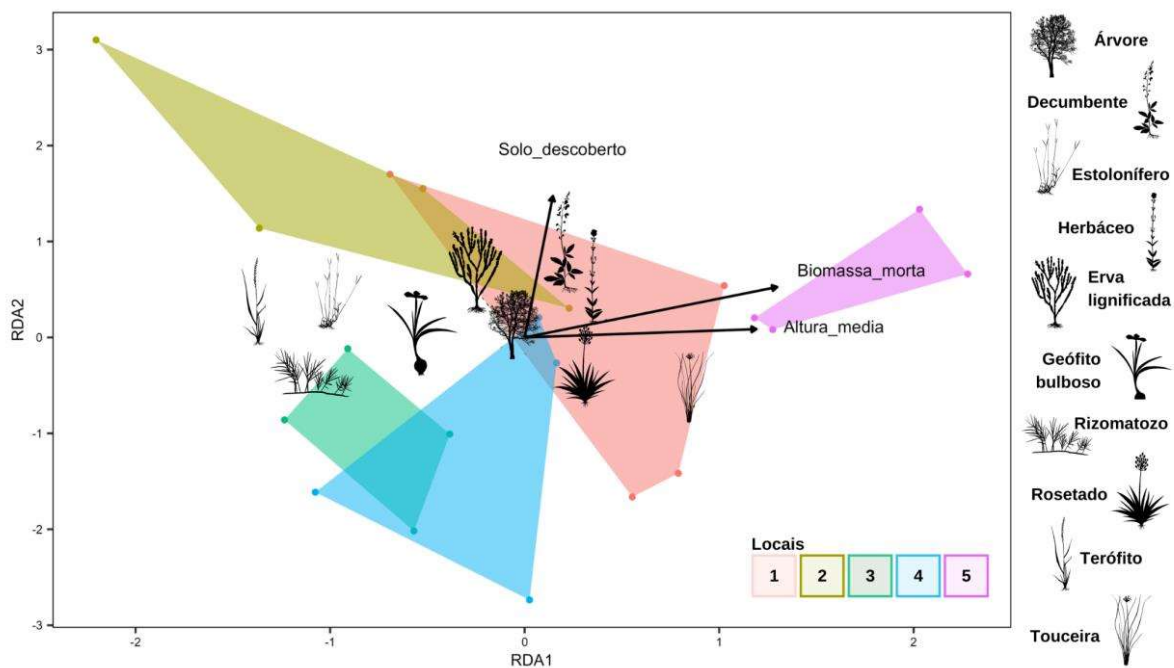 3
2
1
0
-1
-2
-3
RDA2
-2
-1
0
1
2
RDA1
Solo_descoberto
Biomassa_morta
Altura_media
Locais
1 2 3 4 5
Árvore
Decumbente
Estolonífero
Herbáceo
Erva
lignificada
Geófito
bulboso
Rizomatozo
Rosetado
Terófito
Touceira